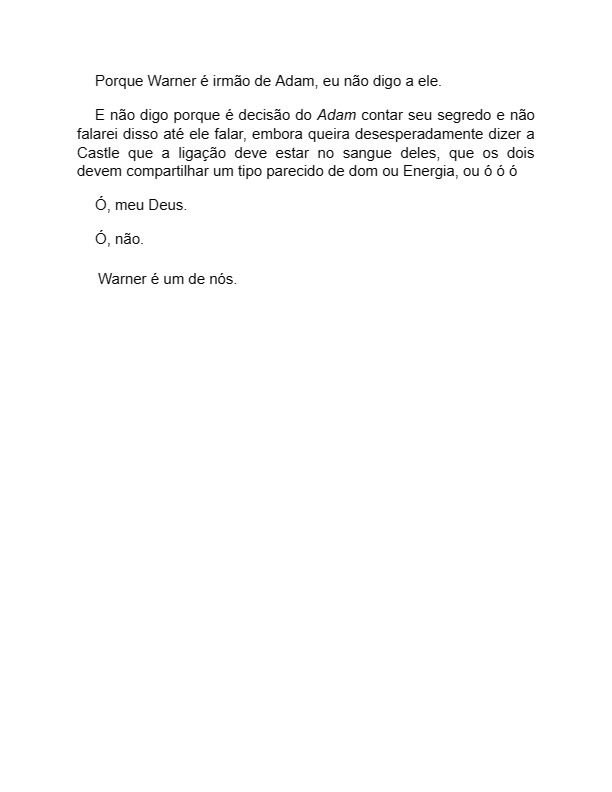 Porque Warner é irmão de Adam, eu não digo a ele.
E não digo porque é decisão do Adam contar seu segredo e não
falarei disso até ele falar, embora queira desesperadamente dizer a
Castle que a ligação deve estar no sangue deles, que os dois
devem compartilhar um tipo parecido de dom ou Energia, ou ó ó ó
Ó, meu Deus.
Ó, não.
Warner é um de nós.